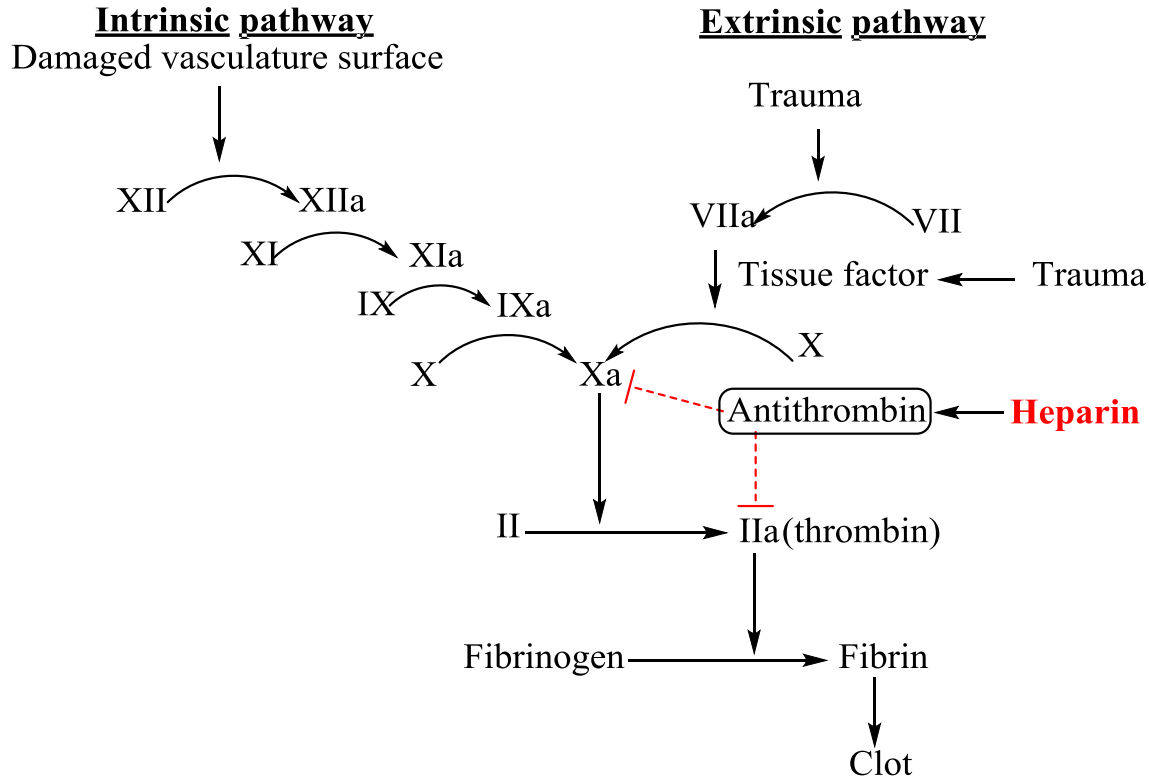 Intrinsic pathway
Extrinsic pathway
Damaged vasculature surface
Trauma
XII
XIIa
VIIa
VII
XI
XIa
Tissue factor
Trauma
IX
IXa
X
Xa
X
Antithrombin
Heparin
II
IIa (thrombin)
Fibrinogen
Fibrin
Clot